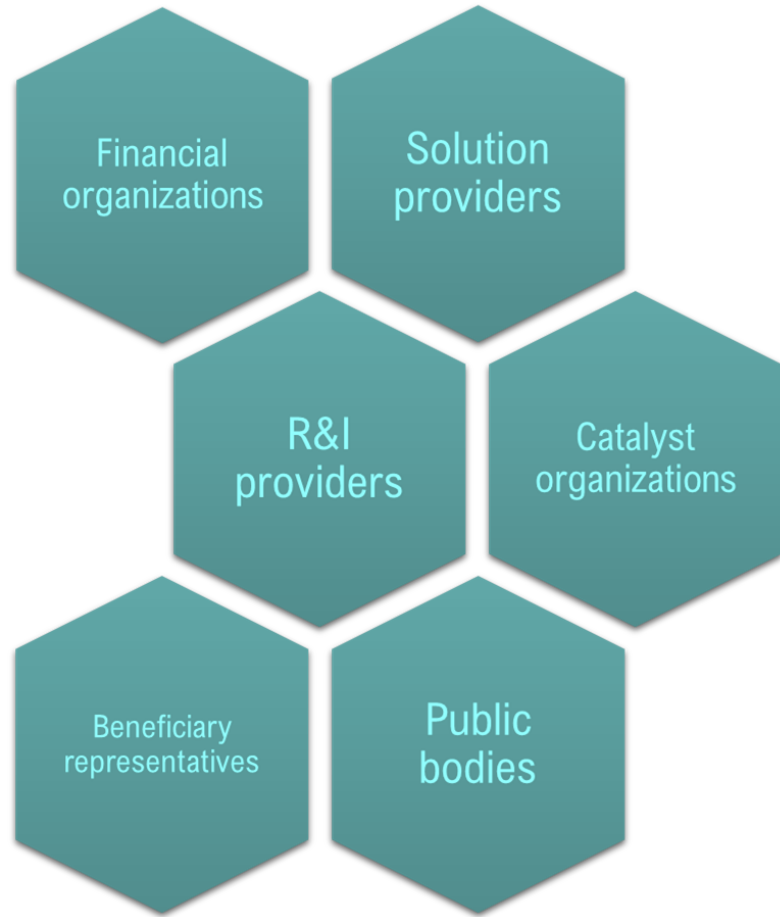 Financial
organizations
Solution
providers
R&I
providers
Catalyst
organizations
Beneficiary
representatives
Public
bodies